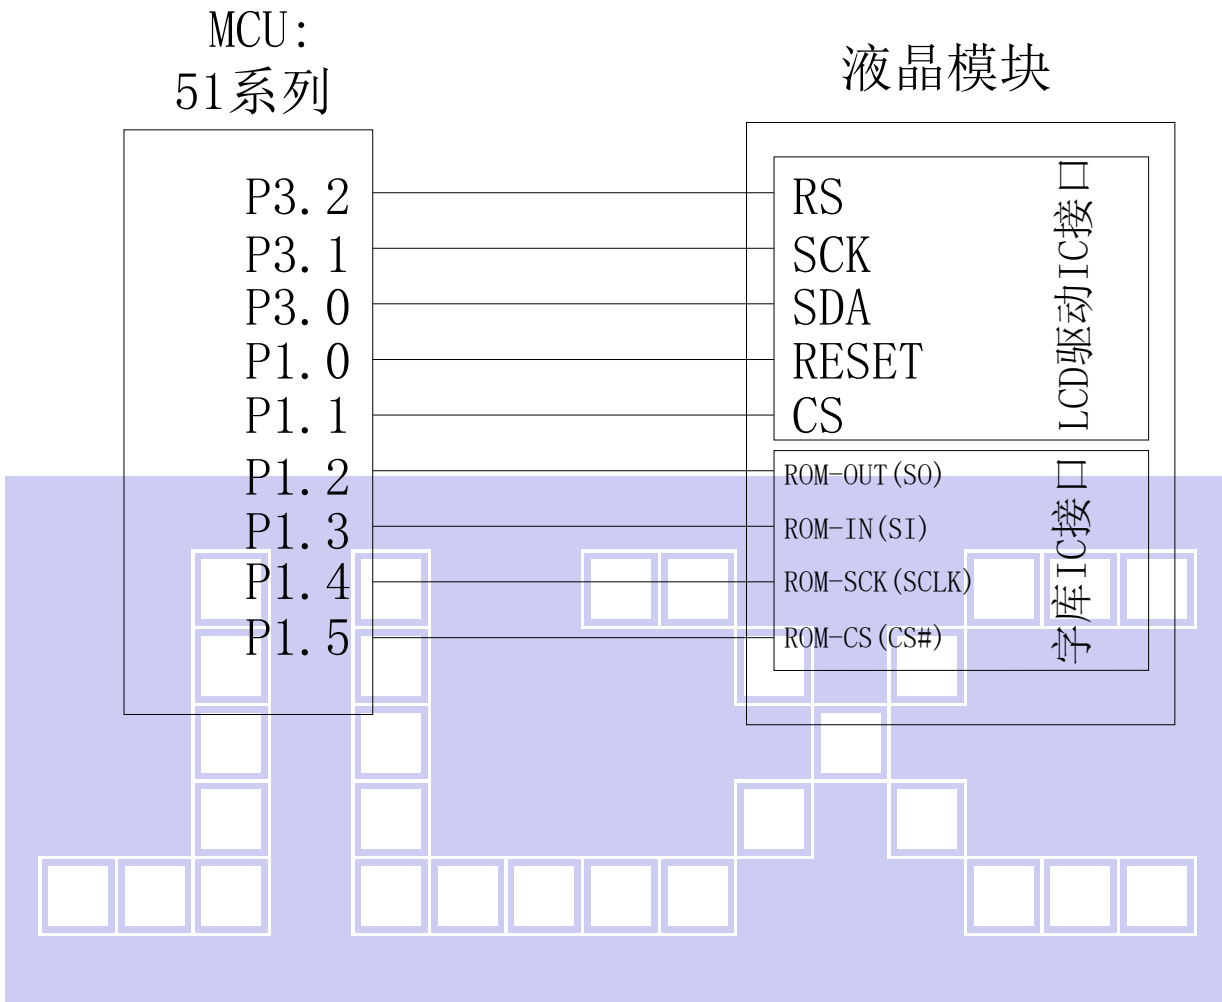 MCU:
51系列
液晶模块
P3.2
P3.1
P3.0
P1.0
P1.1
P1.2
P1.3
P1.4
P1.5
RS
SCK
SDA
RESET
CS
LCD驱动IC接口
ROM-OUT(SO)
ROM-IN(SI)
ROM-SCK(SCLK)
ROM-CS(CS#)
字库IC接口